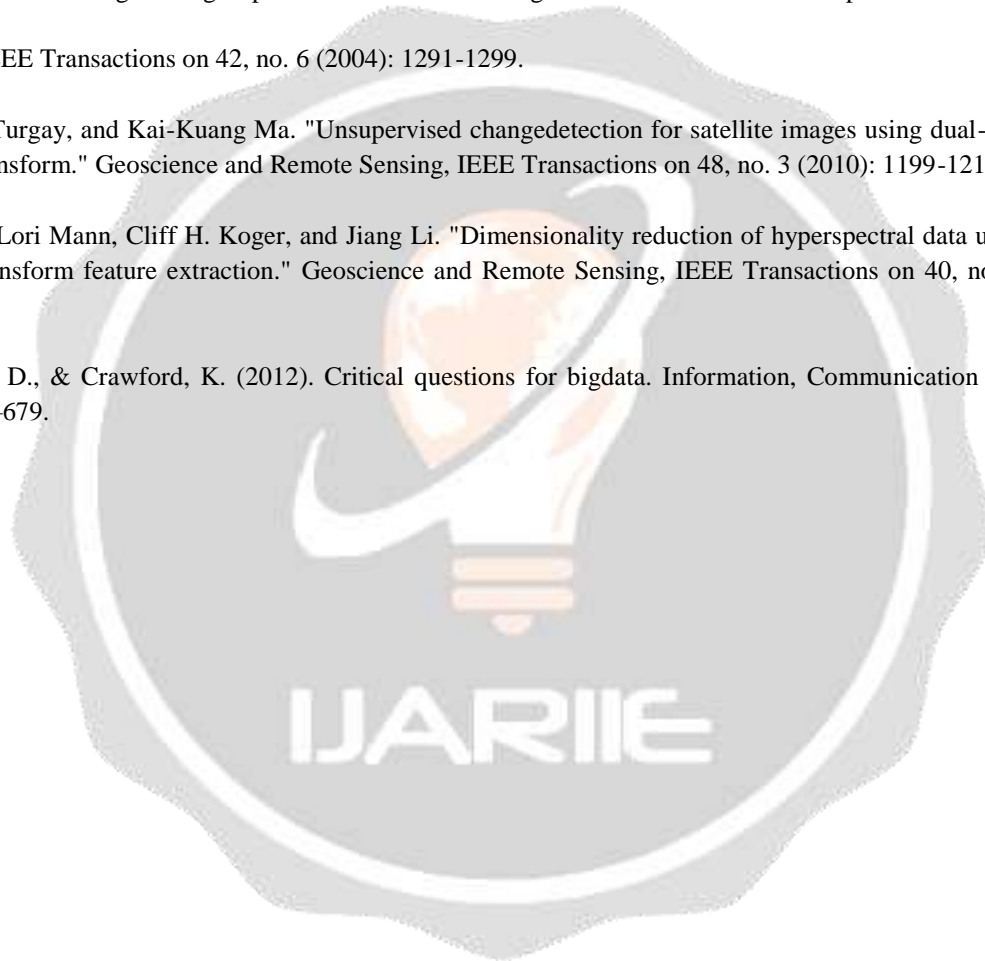 EE Transactions on 42, no. 6 (2004): 1291-1299.
Turgay, and Kai-Kuang Ma. "Unsupervised changedetection for satellite images using dual-
nsform." Geoscience and Remote Sensing, IEEE Transactions on 48, no. 3 (2010): 1199-121
Lori Mann, Cliff H. Koger, and Jiang Li. "Dimensionality reduction of hyperspectral data u
nsform feature extraction." Geoscience and Remote Sensing, IEEE Transactions on 40, no
D., & Crawford, K. (2012). Critical questions for bigdata. Information, Communication
-679.
IJARIIE